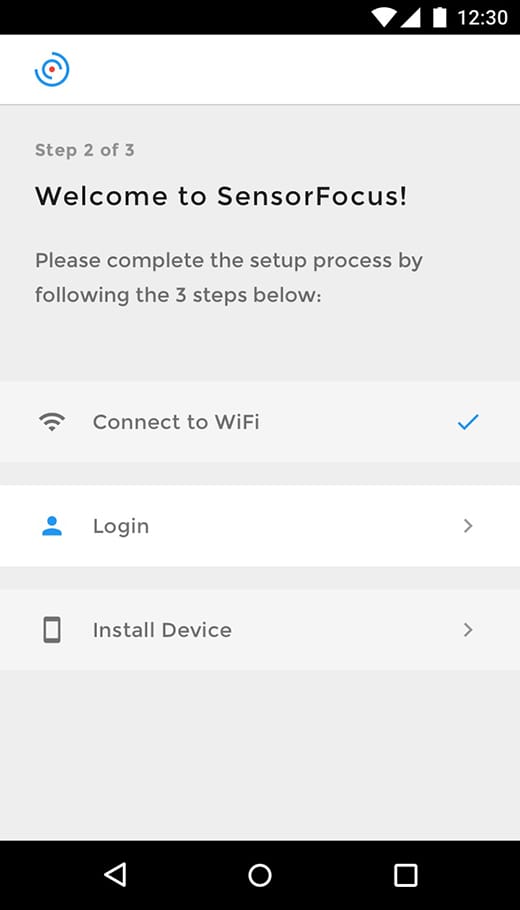 12:30
Step 2 of 3
Welcome to SensorFocus!
Please complete the setup process by
following the 3 steps below:
Connect to WiFi
Login
Install Device